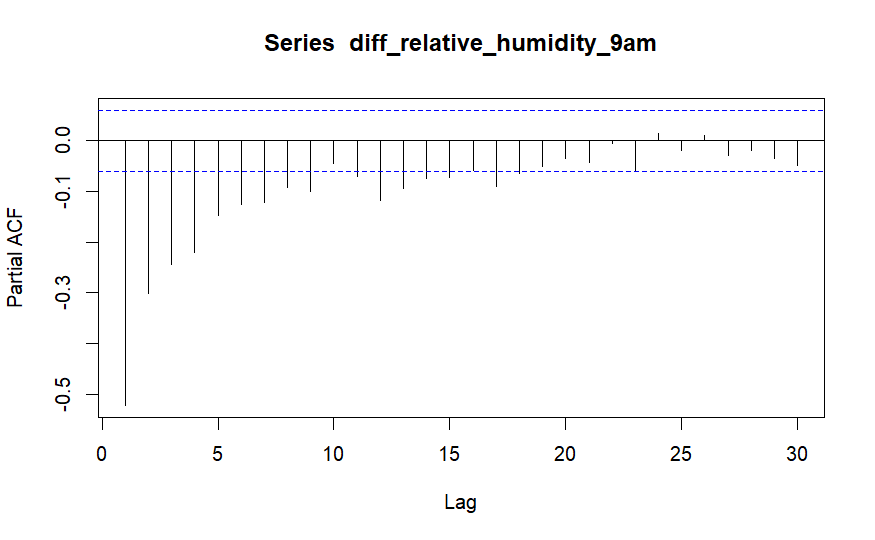 Series  diff_relative_humidity_9am
Partial ACF
0.0
-0.1
-0.3
-0.5
0 5 10 15 20 25 30
Lag